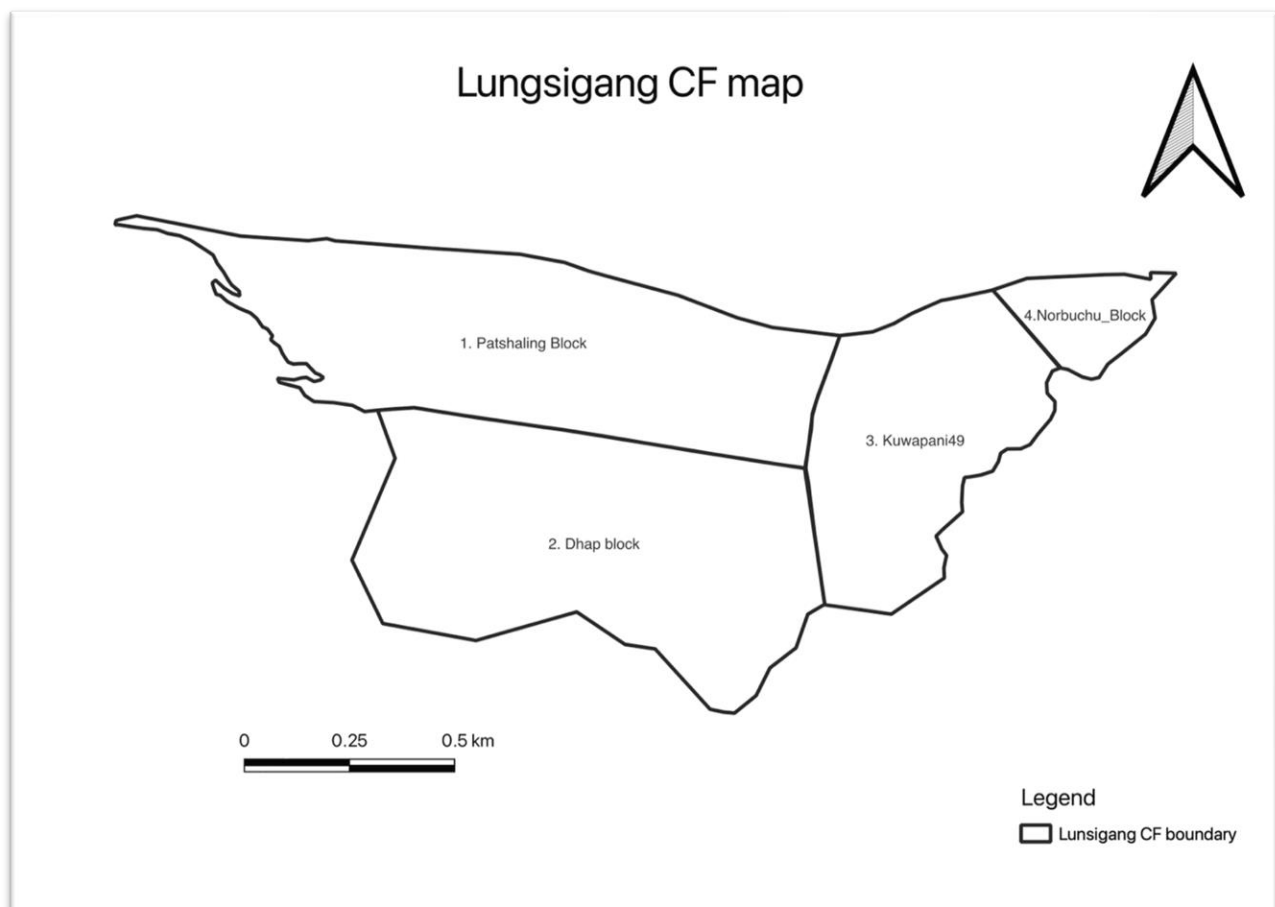 Lungsigang CF map
4.Norbuchu_Block
1. Patshaling Block
3. Kuwapani49
2. Dhap block
0 0.25 0.5 km
Legend
Lunsigang CF boundary